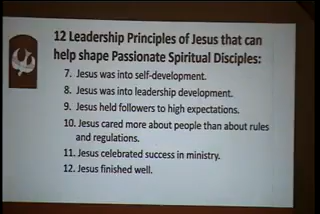 12 Leadership Principles of Jesus that can
help shape Passionate Spiritual Disciples:
7. Jesus was into self-development.
8. Jesus was into leadership development.
9. Jesus held followers to high expectations.
10. Jesus cared more about people than about rules
and regulations.
11. Jesus celebrated success in ministry.
12. Jesus finished well.